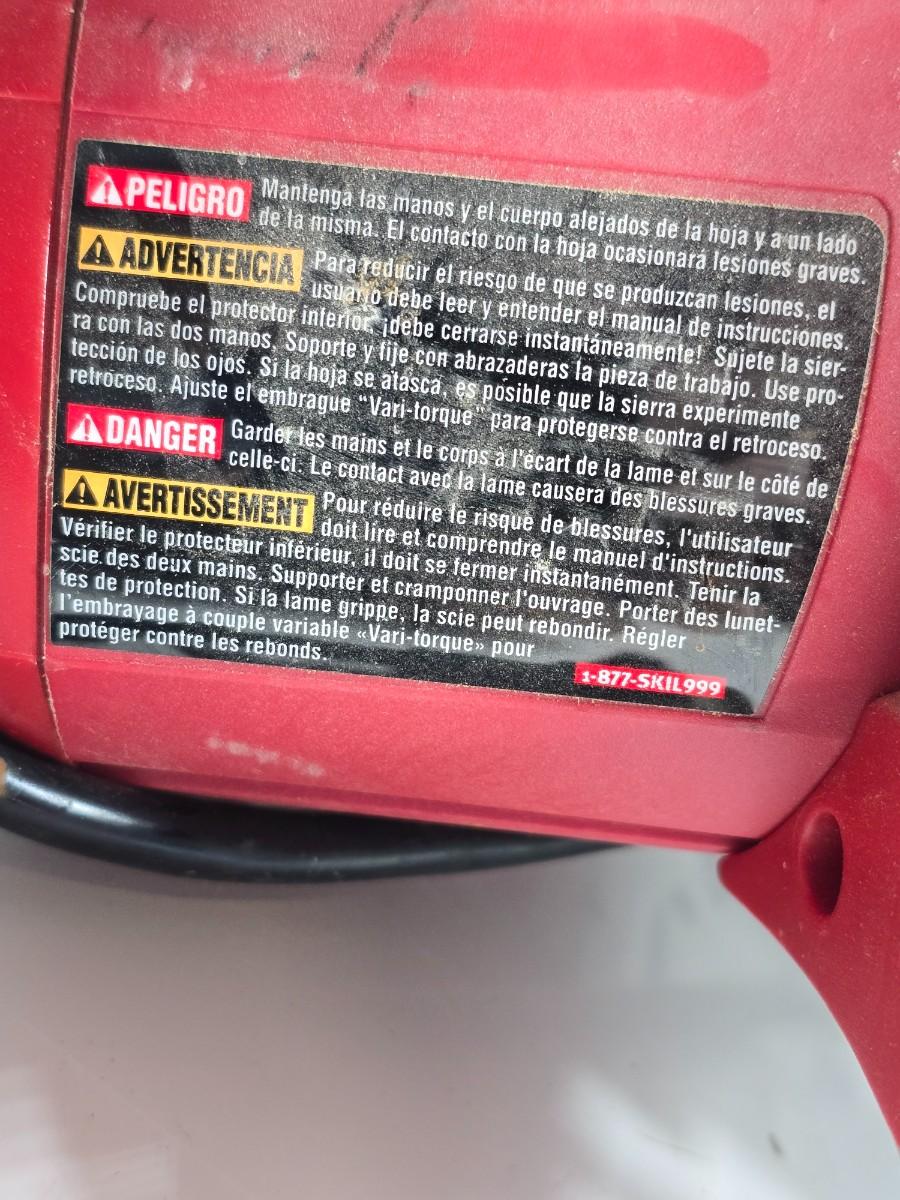 PELIGRO Mantenga las manos y el cuerpo alejados de la hoja y a un lado
de la misma. El contacto con la hoja ocasionará lesiones graves.
ADVERTENCIA Para reducir el riesgo de que se produzcan lesiones, el
usuario debe leer y entender el manual de instrucciones.
Compruebe el protector inferior ¡debe cerrarse instantáneamente! Sujete la sier-
ra con las dos manos. Soporte y fije con abrazaderas la pieza de trabajo. Use pro-
tección de los ojos. Si la hoja se atasca, es posible que la sierra experimente
retroceso. Ajuste el embrague "Vari-torque" para protegerse contra el retroceso.
DANGER Garder les mains et le corps à l'écart de la lame et sur le côté de
celle-ci. Le contact avec la lame causera des blessures graves.
AVERTISSEMENT Pour réduire le risque de blessures, l'utilisateur
doit lire et comprendre le manuel d'instructions.
Vérifier le protecteur inférieur, il doit se fermer instantanément. Tenir la
scie des deux mains. Supporter et cramponner l'ouvrage. Porter des lunet-
tes de protection. Si la lame grippe, la scie peut rebondir. Régler
l'embrayage à couple variable «Vari-torque» pour
protéger contre les rebonds.
1-877-SKIL999